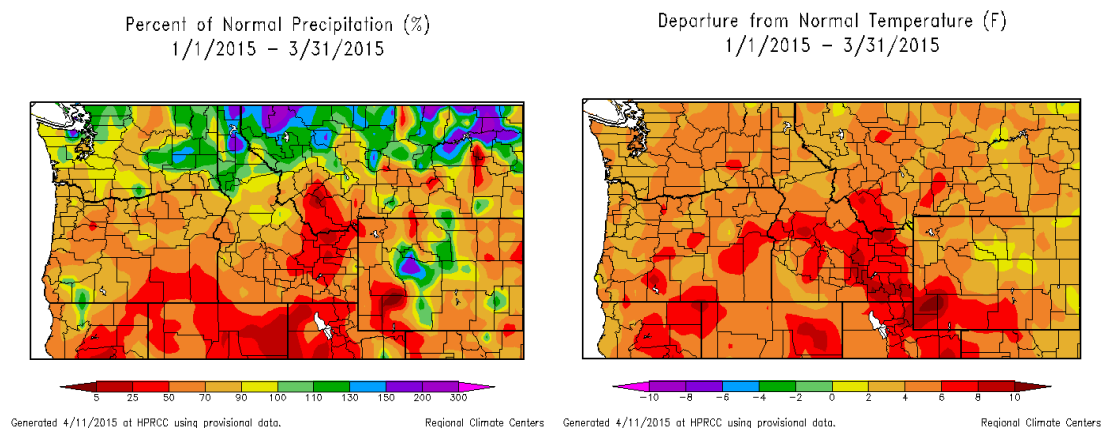 Percent of Normal Precipitation (%)
1/1/2015 – 3/31/2015
5 25 50 70 90 100 110 130 150 200 300
Generated 4/11/2015 at HPRCC using provisional data.
Regional Climate Centers
Departure from Normal Temperature (F)
1/1/2015 – 3/31/2015
-10 -8 -6 -4 -2 0 2 4 6 8 10
Generated 4/11/2015 at HPRCC using provisional data.
Regional Climate Centers